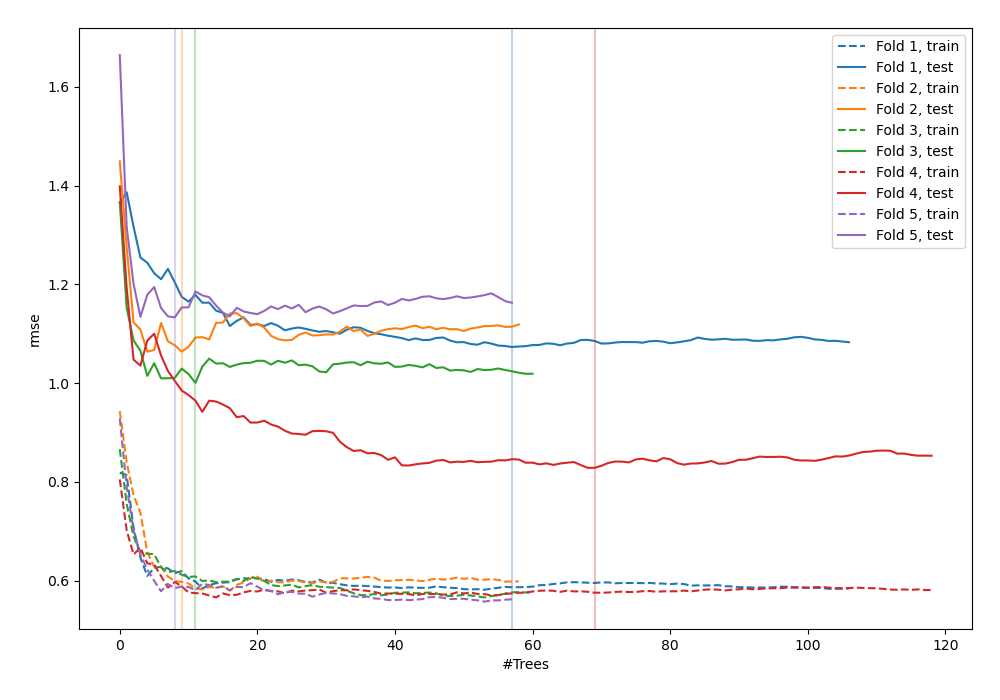 1.6
1.4
1.2
1.0
0.8
0.6
rmse
0
20
40
60
80
100
120
#Trees
Fold 1, train
Fold 1, test
Fold 2, train
Fold 2, test
Fold 3, train
Fold 3, test
Fold 4, train
Fold 4, test
Fold 5, train
Fold 5, test